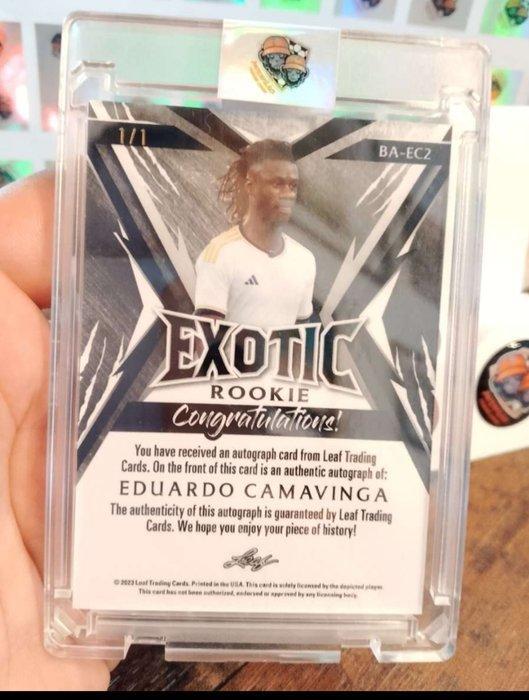 1/1
BA-EC2
EXOTIC
ROOKIE
Congratulations!
You have received an autograph card from Leaf Trading
Cards. On the front of this card is an authentic autograph of:
EDUARDO CAMAVINGA
The authenticity of this autograph is guaranteed by Leaf Trading
Cards. We hope you enjoy your piece of history!
Leaf
© 2023 Leaf Trading Cards. Printed in the USA. This card is solely licensed by the depicted player.
This card has not been authorized, endorsed or approved by any licensing body.